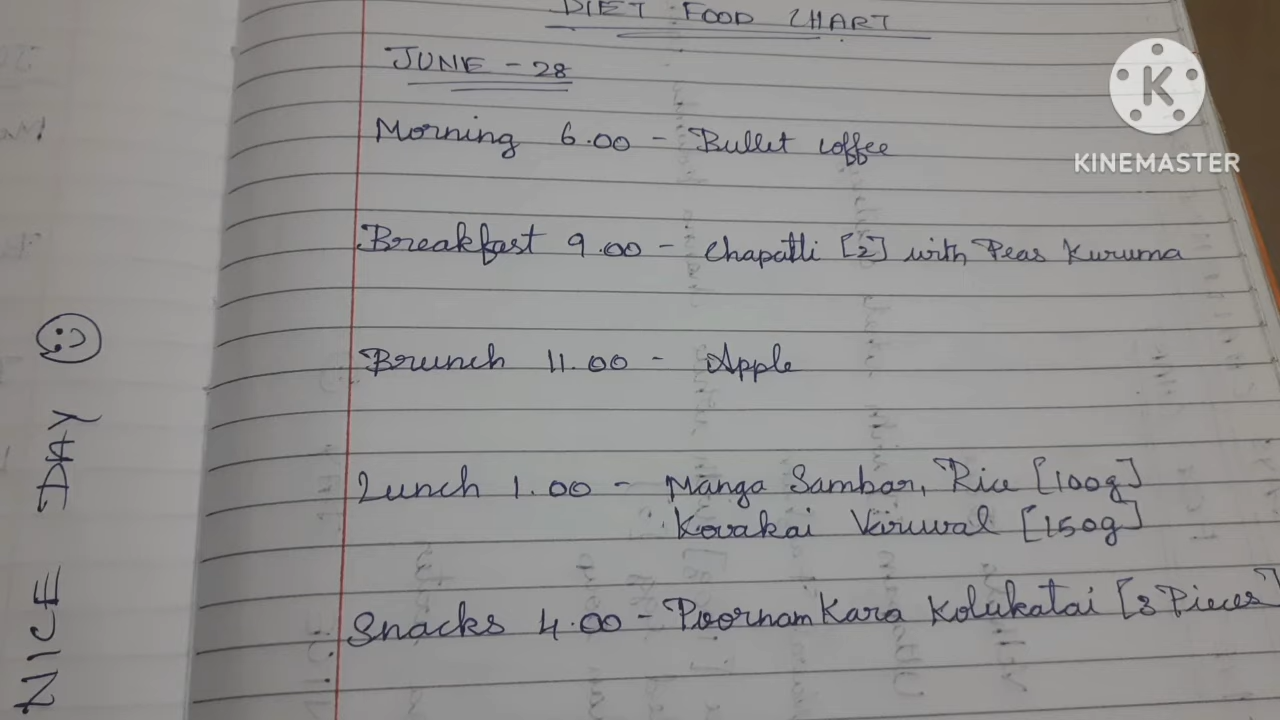 DIET FOOD CHART
JUNE - 28
Morning 6.00 - Bullet coffee
Breakfast 9.00 - Chapatti [2] with Peas Kuruma
Brunch 11.00 - Apple
Lunch 1.00 - Manga Sambar, Rice [100g]
Kovakai Varuval [150g]
Snacks 4.00 - Poornam Kara Kolukatai [3 Pieces]
NICE DAY
K
KINEMASTER